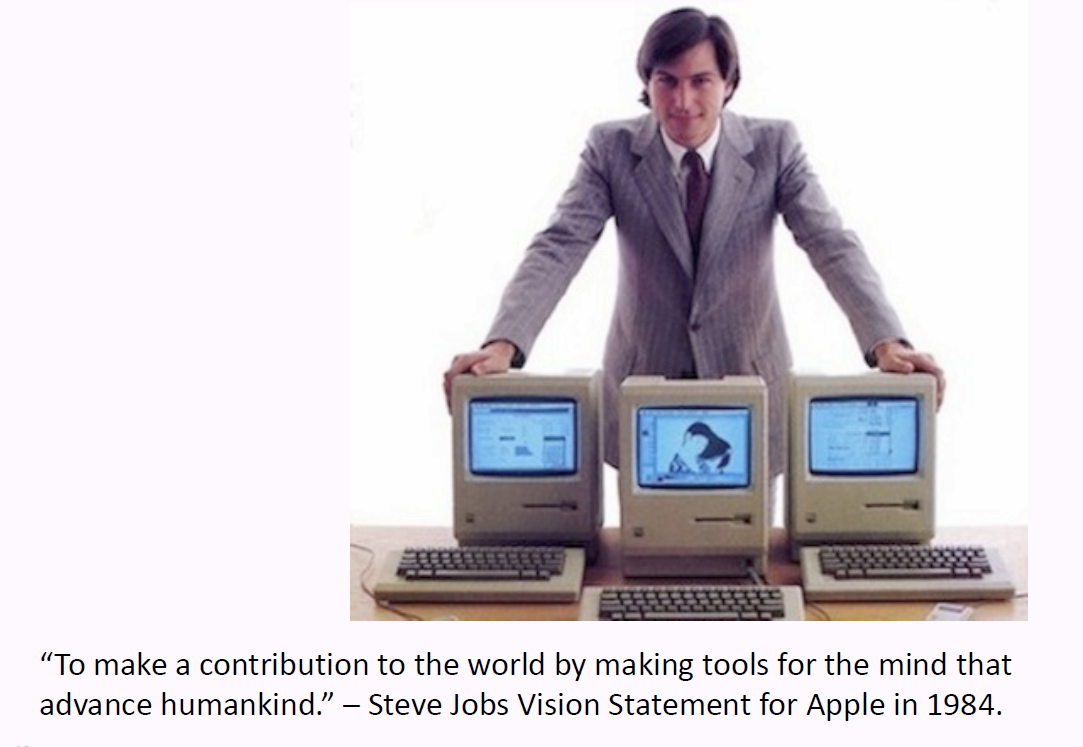 “To make a contribution to the world by making tools for the mind that
advance humankind.” – Steve Jobs Vision Statement for Apple in 1984.